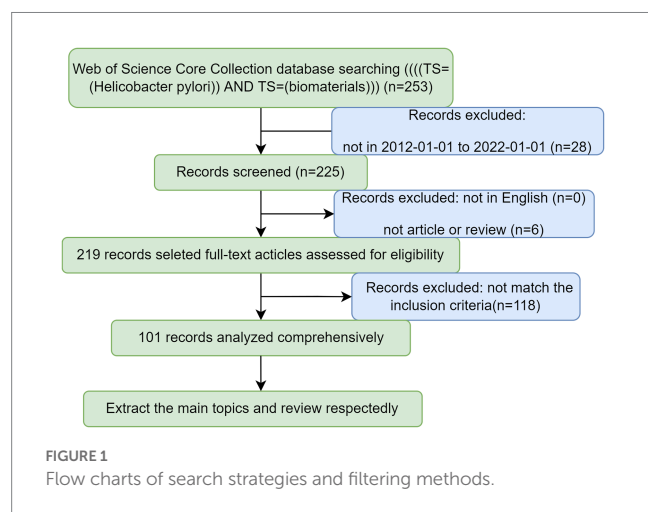 Web of Science Core Collection database searching ((((TS=
(Helicobacter pylori)) AND TS=(biomaterials))) (n=253)
Records excluded:
not in 2012-01-01 to 2022-01-01 (n=28)
Records screened (n=225)
Records excluded: not in English (n=0)
not article or review (n=6)
219 records seleted full-text acticles assessed for eligibility
Records excluded: not match the
inclusion criteria(n=118)
101 records analyzed comprehensively
Extract the main topics and review respectedly
FIGURE 1
Flow charts of search strategies and filtering methods.